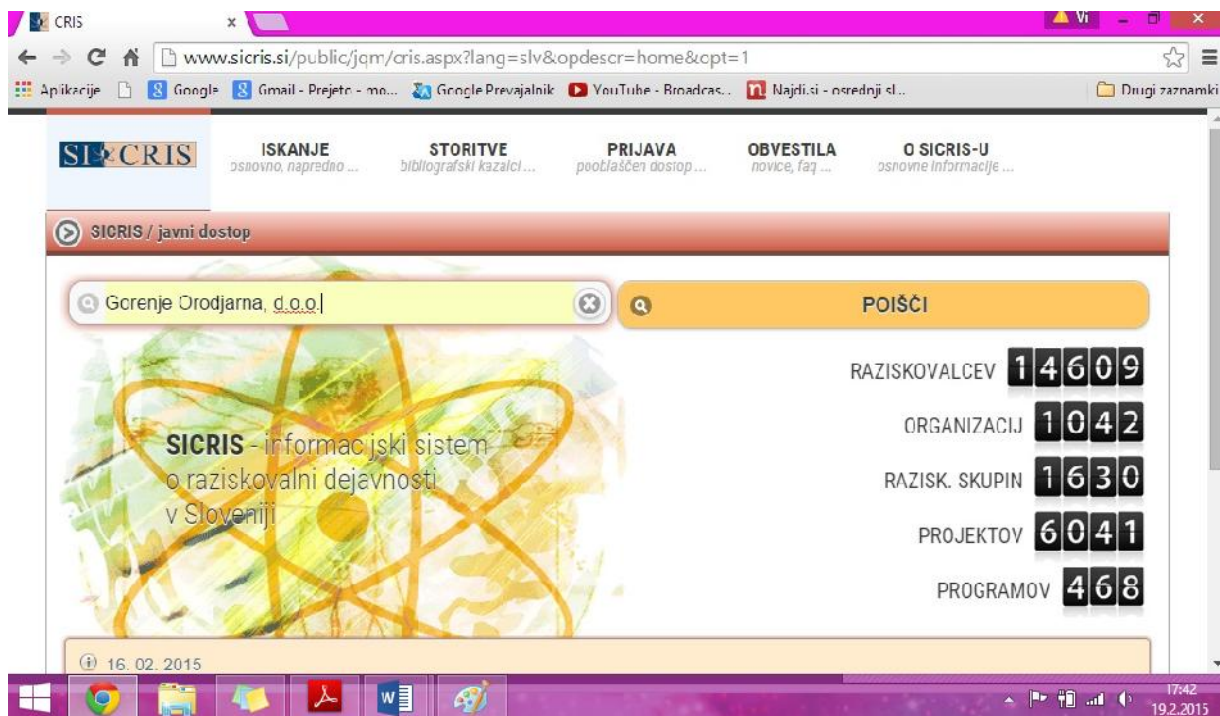 CRIS
x
Vi
www.sicris.si/public/jqm/cris.aspx?lang=slv&opdescr=home&opt=1
Aplikacije Google Gmail - Prejeto - mo... Google Prevajalnik YouTube - Broadcas... Najdi.si - osrednji sl... Drugi zaznamki
SICRIS
ISKANJE STORITVE PRIJAVA OBVESTILA O SICRIS-U
osnovno, napredno ... bibliografski kazalci ... pooblaščen dostop ... novice, faq ... osnovne informacije ...
SICRIS / javni dostop
Gorenje Orodjarna, d.o.o. POIŠČI
RAZISKOVALCEV 14609
ORGANIZACIJ 1042
RAZISK. SKUPIN 1630
PROJEKTOV 6041
PROGRAMOV 468
SICRIS - informacijski sistem
o raziskovalni dejavnosti
v Sloveniji
16. 02. 2015
17:42
19.2.2015